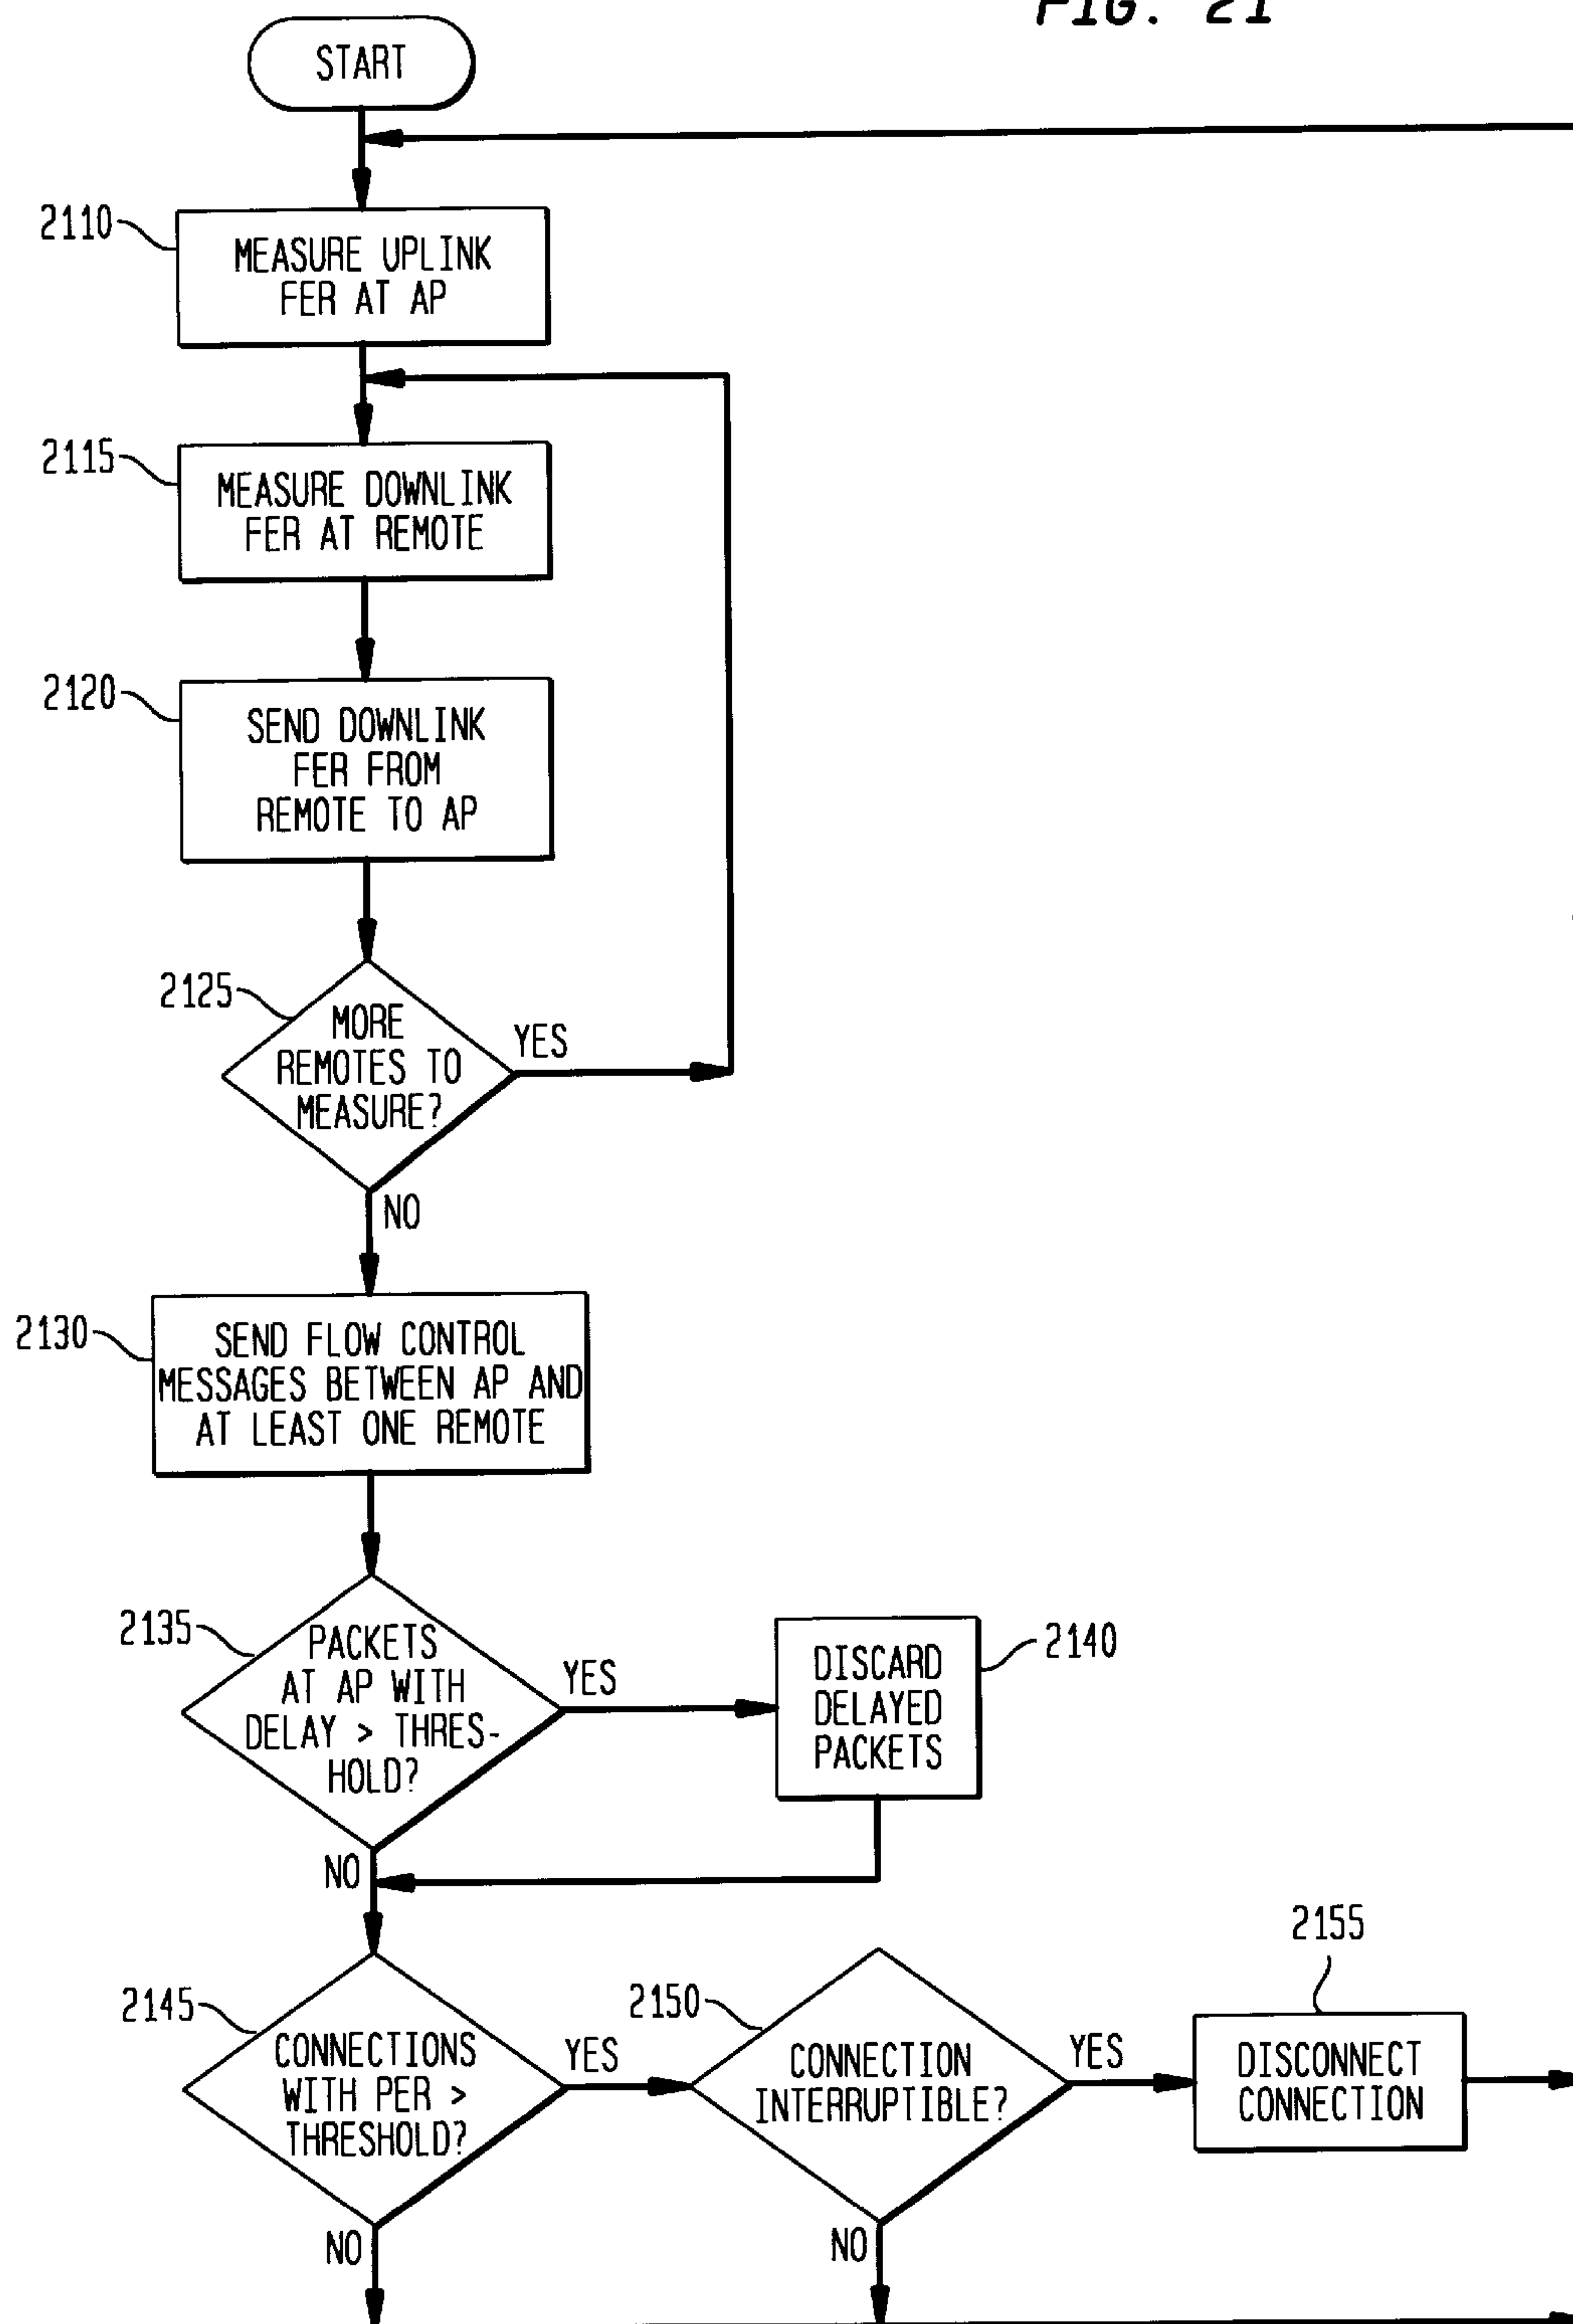 FIG. 21
START
2110
MEASURE UPLINK
FER AT AP
2115
MEASURE DOWNLINK
FER AT REMOTE
2120
SEND DOWNLINK
FER FROM
REMOTE TO AP
2125
MORE
REMOTES TO
MEASURE?
YES
NO
2130
SEND FLOW CONTROL
MESSAGES BETWEEN AP AND
AT LEAST ONE REMOTE
2135
PACKETS
AT AP WITH
DELAY > THRES-
HOLD?
YES
NO
2140
DISCARD
DELAYED
PACKETS
2145
CONNECTIONS
WITH PER >
THRESHOLD?
YES
NO
2150
CONNECTION
INTERRUPTIBLE?
YES
NO
2155
DISCONNECT
CONNECTION